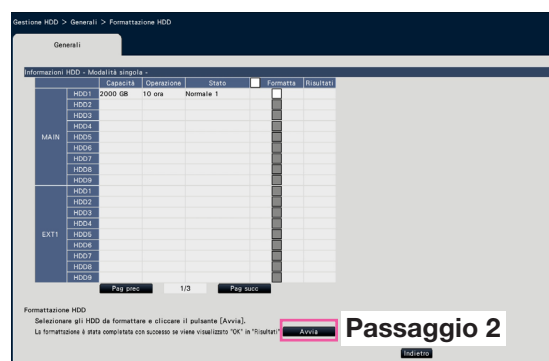 Gestione HDD > Generali > Formattazione HDD
Generali
Informazioni HDD - Modalità singola -
Capacità Operazione Stato Formatta Risultati
MAIN
HDD1 2000 GB 10 ora Normale 1
HDD2
HDD3
HDD4
HDD5
HDD6
HDD7
HDD8
HDD9
EXT1
HDD1
HDD2
HDD3
HDD4
HDD5
HDD6
HDD7
HDD8
HDD9
Pag prec 1/3 Pag succ
Formattazione HDD
Selezionare gli HDD da formattare e cliccare il pulsante [Avvia].
La formattazione è stata completata con successo se viene visualizzato "OK" in "Risultati" Avvia
Passaggio 2
Indietro